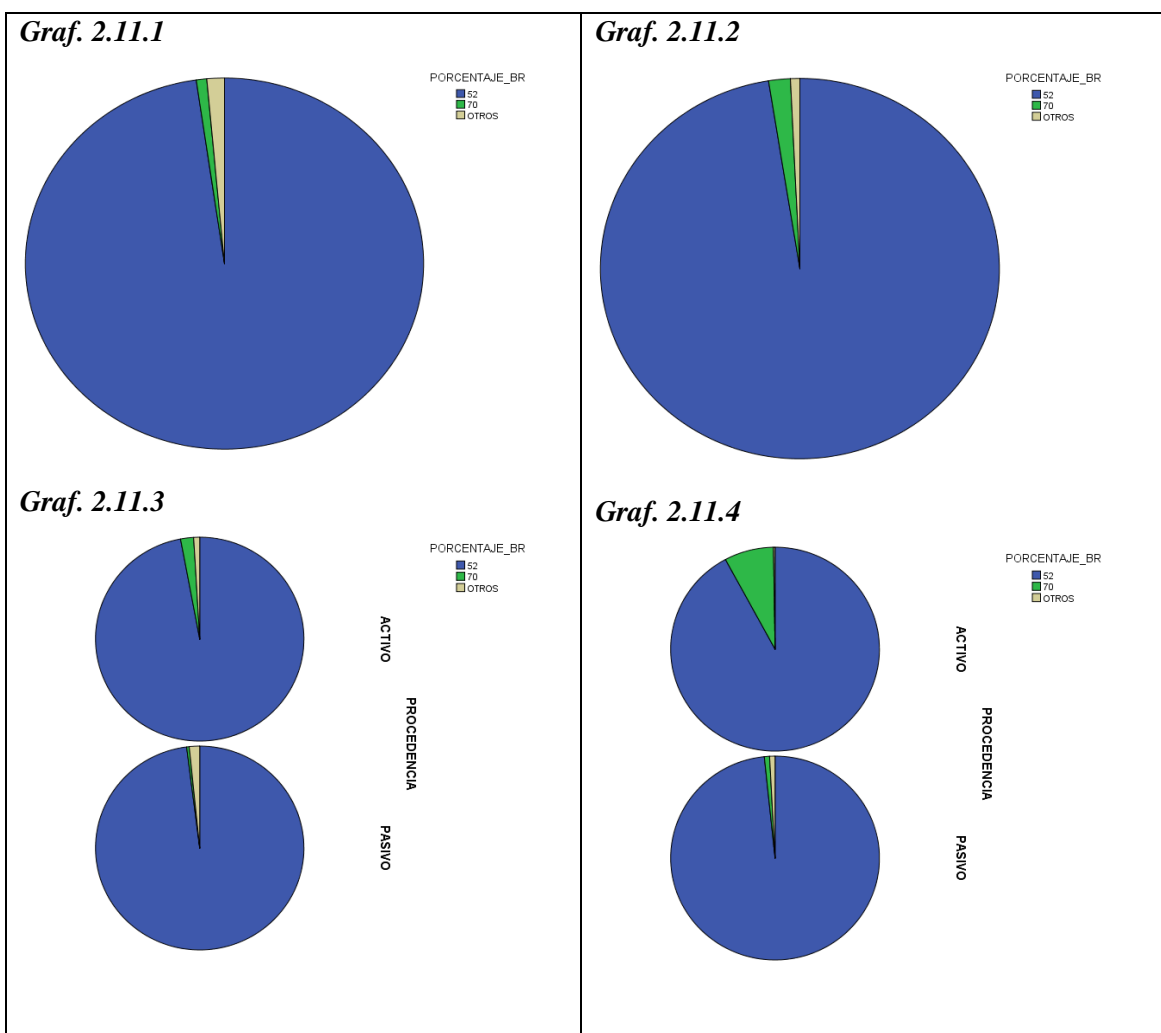 Graf. 2.11.1
PORCENTAJE_BR
52
70
OTROS
Graf. 2.11.2
PORCENTAJE_BR
52
70
OTROS
Graf. 2.11.3
PORCENTAJE_BR
52
70
OTROS
ACTIVO
PROCEDENCIA
PASIVO
Graf. 2.11.4
PORCENTAJE_BR
52
70
OTROS
ACTIVO
PROCEDENCIA
PASIVO